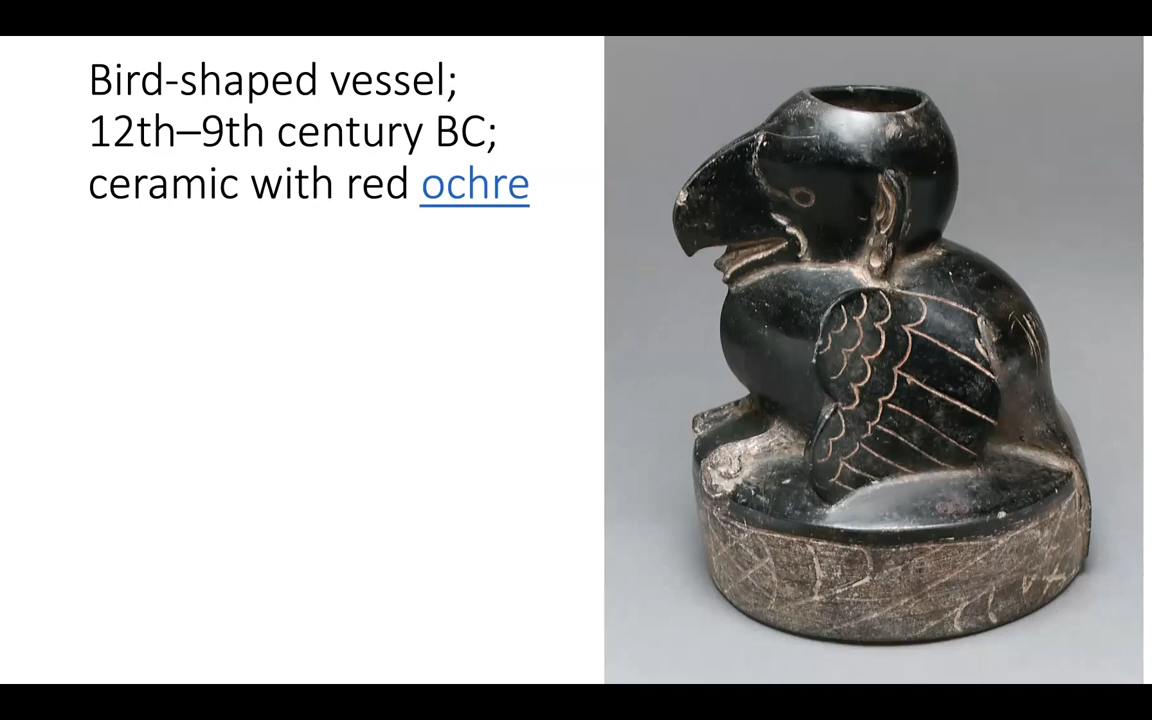 Bird-shaped vessel;
12th–9th century BC;
ceramic with red ochre